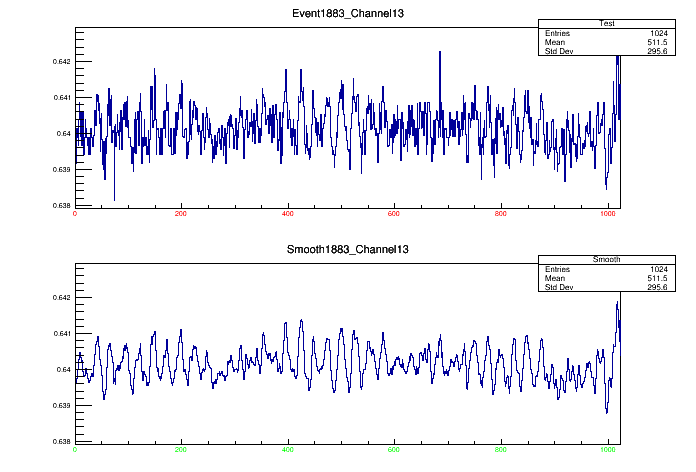 Event1883_Channel13
Test
Entries 1024
Mean 511.5
Std Dev 295.6
0.642
0.641
0.64
0.639
0.638
0 200 400 600 800 1000
Smooth1883_Channel13
Smooth
Entries 1024
Mean 511.5
Std Dev 295.6
0.642
0.641
0.64
0.639
0.638
0 200 400 600 800 1000